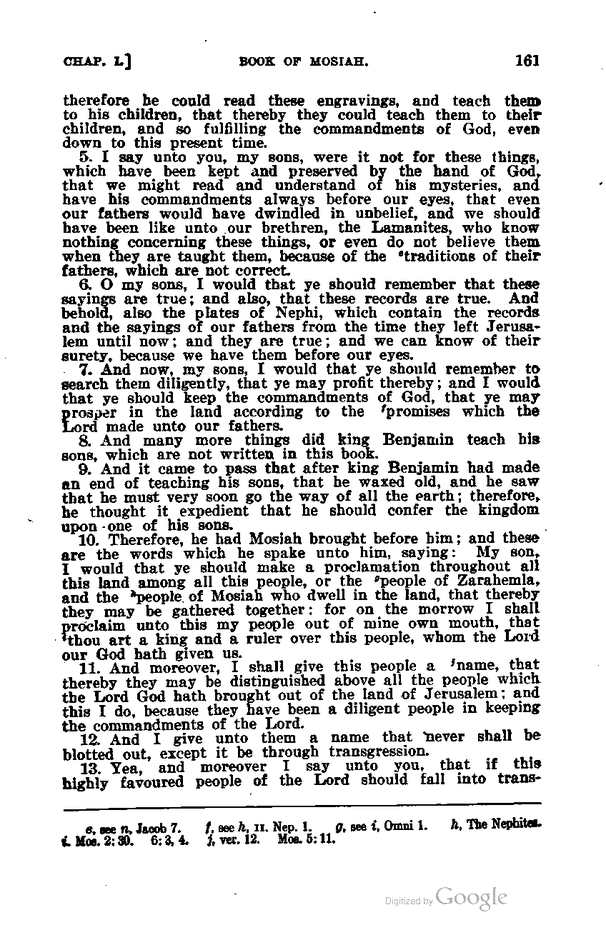 CHAP. I.] BOOK OF MOSIAH. 161
therefore he could read these engravings, and teach them
to his children, that thereby they could teach them to their
children, and so fulfilling the commandments of God, even
down to this present time.
5. I say unto you, my sons, were it not for these things,
which have been kept and preserved by the hand of God,
that we might read and understand of his mysteries, and
have his commandments always before our eyes, that even
our fathers would have dwindled in unbelief, and we should
have been like unto our brethren, the Lamanites, who know
nothing concerning these things, or even do not believe them
when they are taught them, because of the ᵉtraditions of their
fathers, which are not correct.
6. O my sons, I would that ye should remember that these
sayings are true; and also, that these records are true. And
behold, also the plates of Nephi, which contain the records
and the sayings of our fathers from the time they left Jerusa-
lem until now; and they are true; and we can know of their
surety, because we have them before our eyes.
7. And now, my sons, I would that ye should remember to
search them diligently, that ye may profit thereby; and I would
that ye should keep the commandments of God, that ye may
prosper in the land according to the ᶠpromises which the
Lord made unto our fathers.
8. And many more things did king Benjamin teach his
sons, which are not written in this book.
9. And it came to pass that after king Benjamin had made
an end of teaching his sons, that he waxed old, and he saw
that he must very soon go the way of all the earth; therefore,
he thought it expedient that he should confer the kingdom
upon one of his sons.
10. Therefore, he had Mosiah brought before him; and these
are the words which he spake unto him, saying: My son,
I would that ye should make a proclamation throughout all
this land among all this people, or the ᵍpeople of Zarahemla,
and the ʰpeople of Mosiah who dwell in the land, that thereby
they may be gathered together: for on the morrow I shall
proclaim unto this my people out of mine own mouth, that
ⁱthou art a king and a ruler over this people, whom the Lord
our God hath given us.
11. And moreover, I shall give this people a ʲname, that
thereby they may be distinguished above all the people which
the Lord God hath brought out of the land of Jerusalem; and
this I do, because they have been a diligent people in keeping
the commandments of the Lord.
12. And I give unto them a name that never shall be
blotted out, except it be through transgression.
13. Yea, and moreover I say unto you, that if this
highly favoured people of the Lord should fall into trans-
e, see n, Jacob 7. f, see h, II. Nep. 1. g, see i, Omni 1. h, The Nephites.
i. Mos. 2:30. 6:3, 4. j, ver. 12. Mos. 5:11.
Digitized by Google